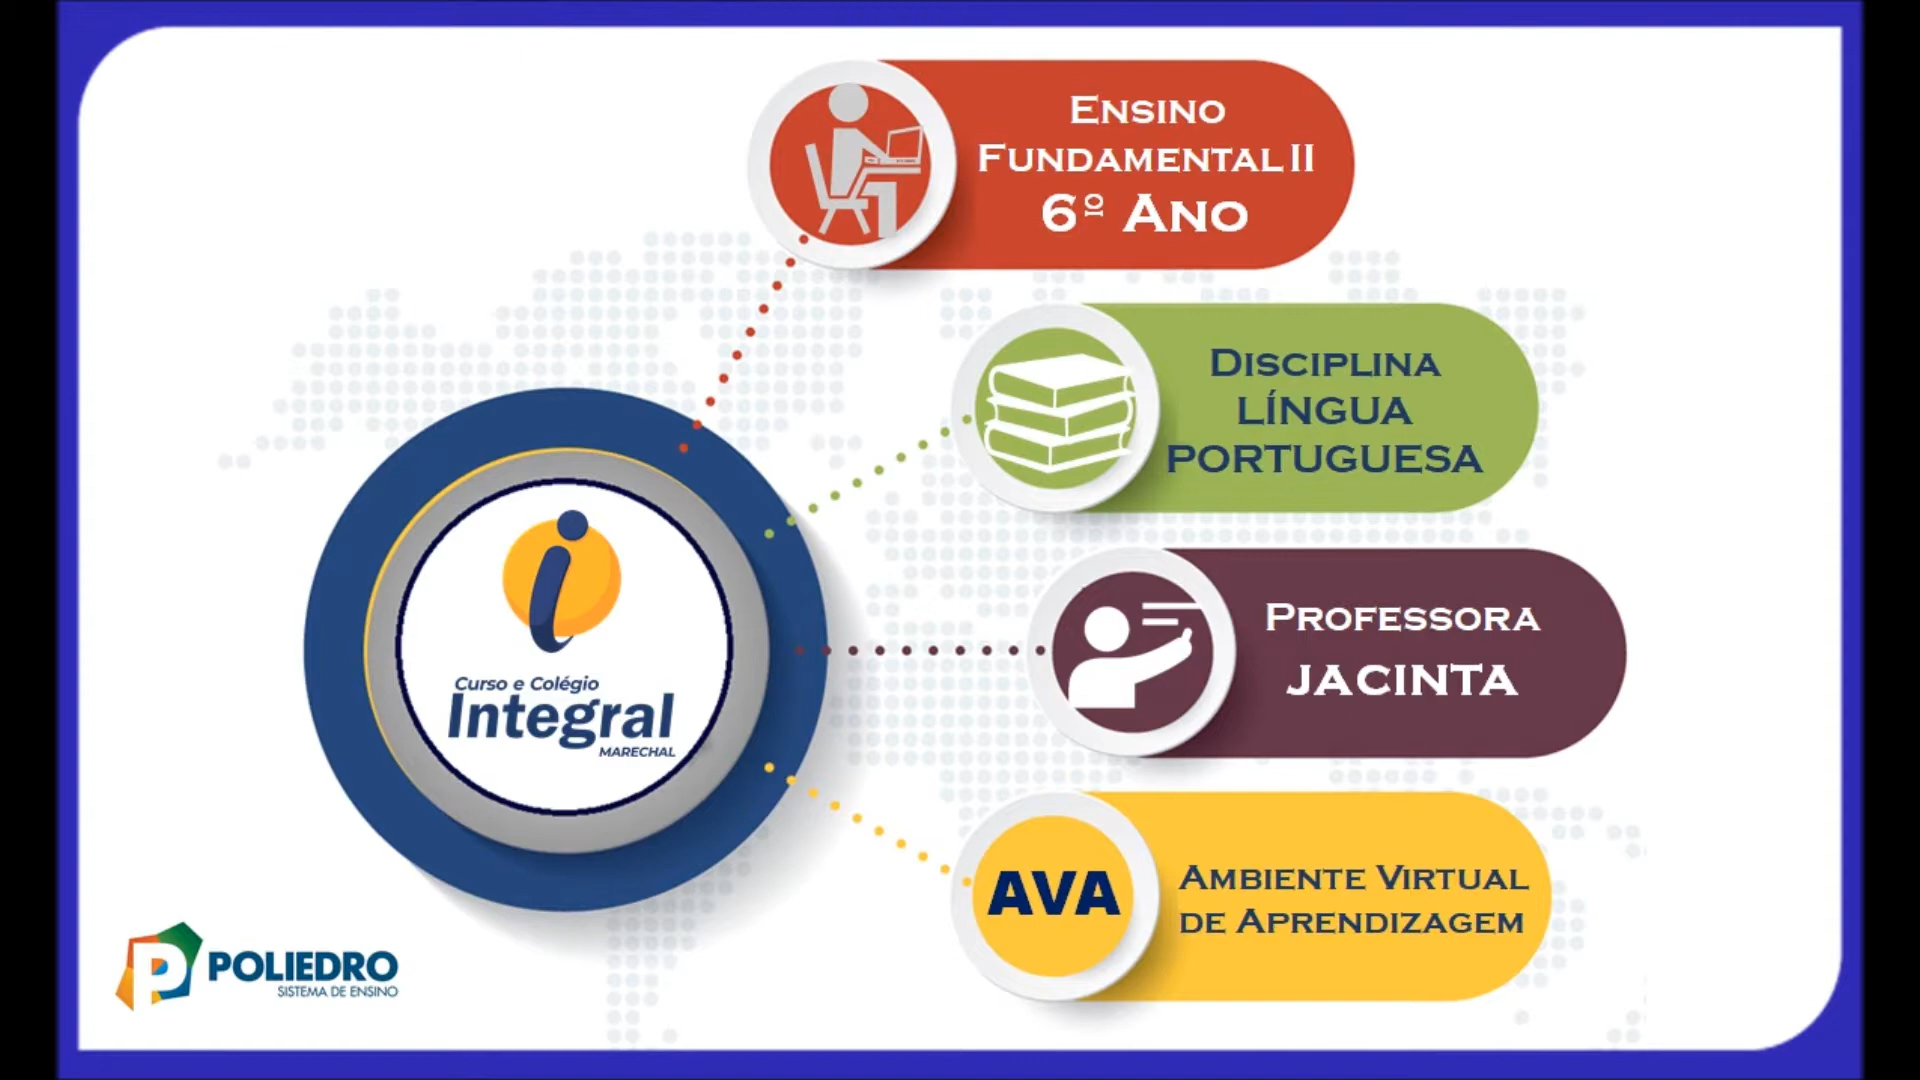 Ensino
Fundamental II
6º Ano
Disciplina
LÍNGUA
PORTUGUESA
Professora
JACINTA
Curso e Colégio
Integral
MARECHAL
AVA
Ambiente Virtual
de Aprendizagem
POLIEDRO
SISTEMA DE ENSINO